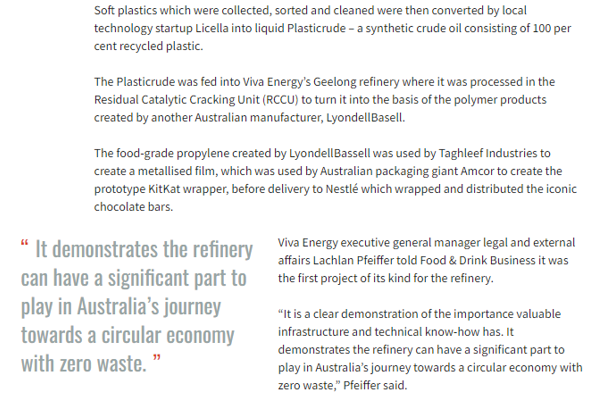 Soft plastics which were collected, sorted and cleaned were then converted by local
technology startup Licella into liquid Plasticrude – a synthetic crude oil consisting of 100 per
cent recycled plastic.
The Plasticrude was fed into Viva Energy's Geelong refinery where it was processed in the
Residual Catalytic Cracking Unit (RCCU) to turn it into the basis of the polymer products
created by another Australian manufacturer, LyondellBasell.
The food-grade propylene created by LyondellBassell was used by Taghleef Industries to
create a metallised film, which was used by Australian packaging giant Amcor to create the
prototype KitKat wrapper, before delivery to Nestlé which wrapped and distributed the iconic
chocolate bars.
“ It demonstrates the refinery
can have a significant part to
play in Australia’s journey
towards a circular economy
with zero waste. ”
Viva Energy executive general manager legal and external
affairs Lachlan Pfeiffer told Food & Drink Business it was
the first project of its kind for the refinery.
“It is a clear demonstration of the importance valuable
infrastructure and technical know-how has. It
demonstrates the refinery can have a significant part to
play in Australia’s journey towards a circular economy with
zero waste,” Pfeiffer said.